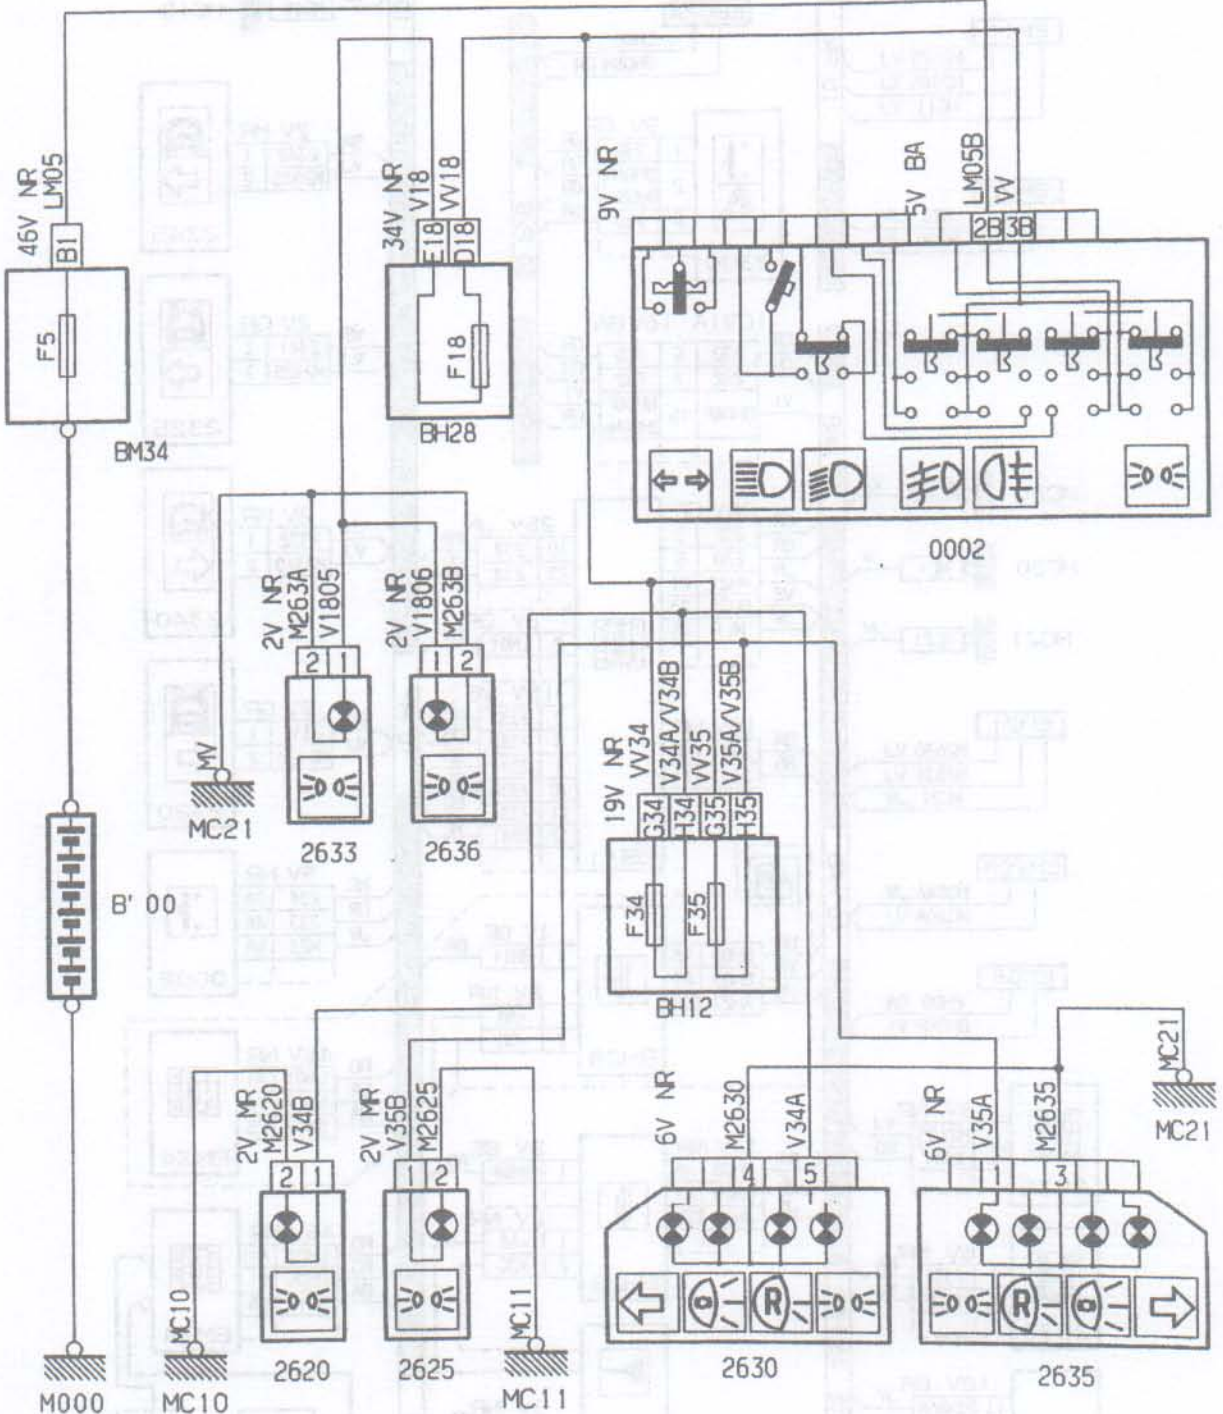 46V NR
LM05
B1
F5
BM34
34V NR
V18
VV18
E18
D18
F18
BH28
9V NR
5V BA
LM05B
VV
2B
3B
0002
2V NR
M263A
V1805
2
1
2V NR
V1806
M263B
1
2
MV
MC21
2633
2636
19V NR
VV34
V34A/V34B
VV35
V35A/V35B
G34
H34
G35
H35
F34
F35
BH12
B'00
2V MR
M2620
V34B
2
1
2V MR
V35B
M2625
1
2
6V NR
M2630
V34A
4
5
6V NR
V35A
M2635
1
3
MC21
MC21
MC10
MC11
R
R
M000
MC10
2620
2625
MC11
2630
2635